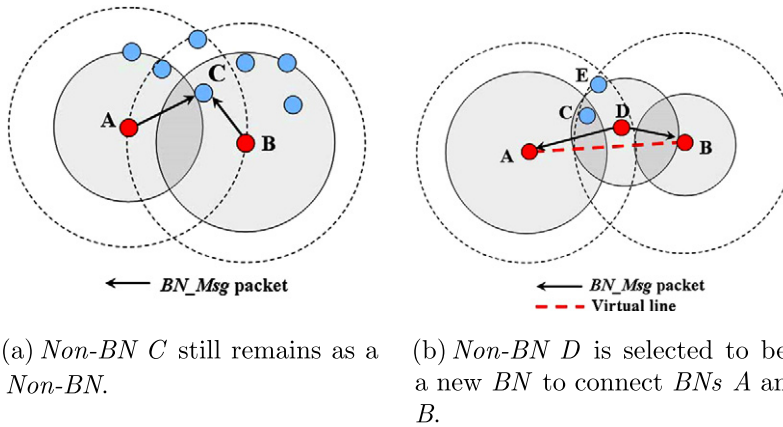 C
A
B
BN_Msg packet
E
C
D
A
B
BN_Msg packet
Virtual line
(a) Non-BN C still remains as a
Non-BN.
(b) Non-BN D is selected to be
a new BN to connect BNs A an
B.